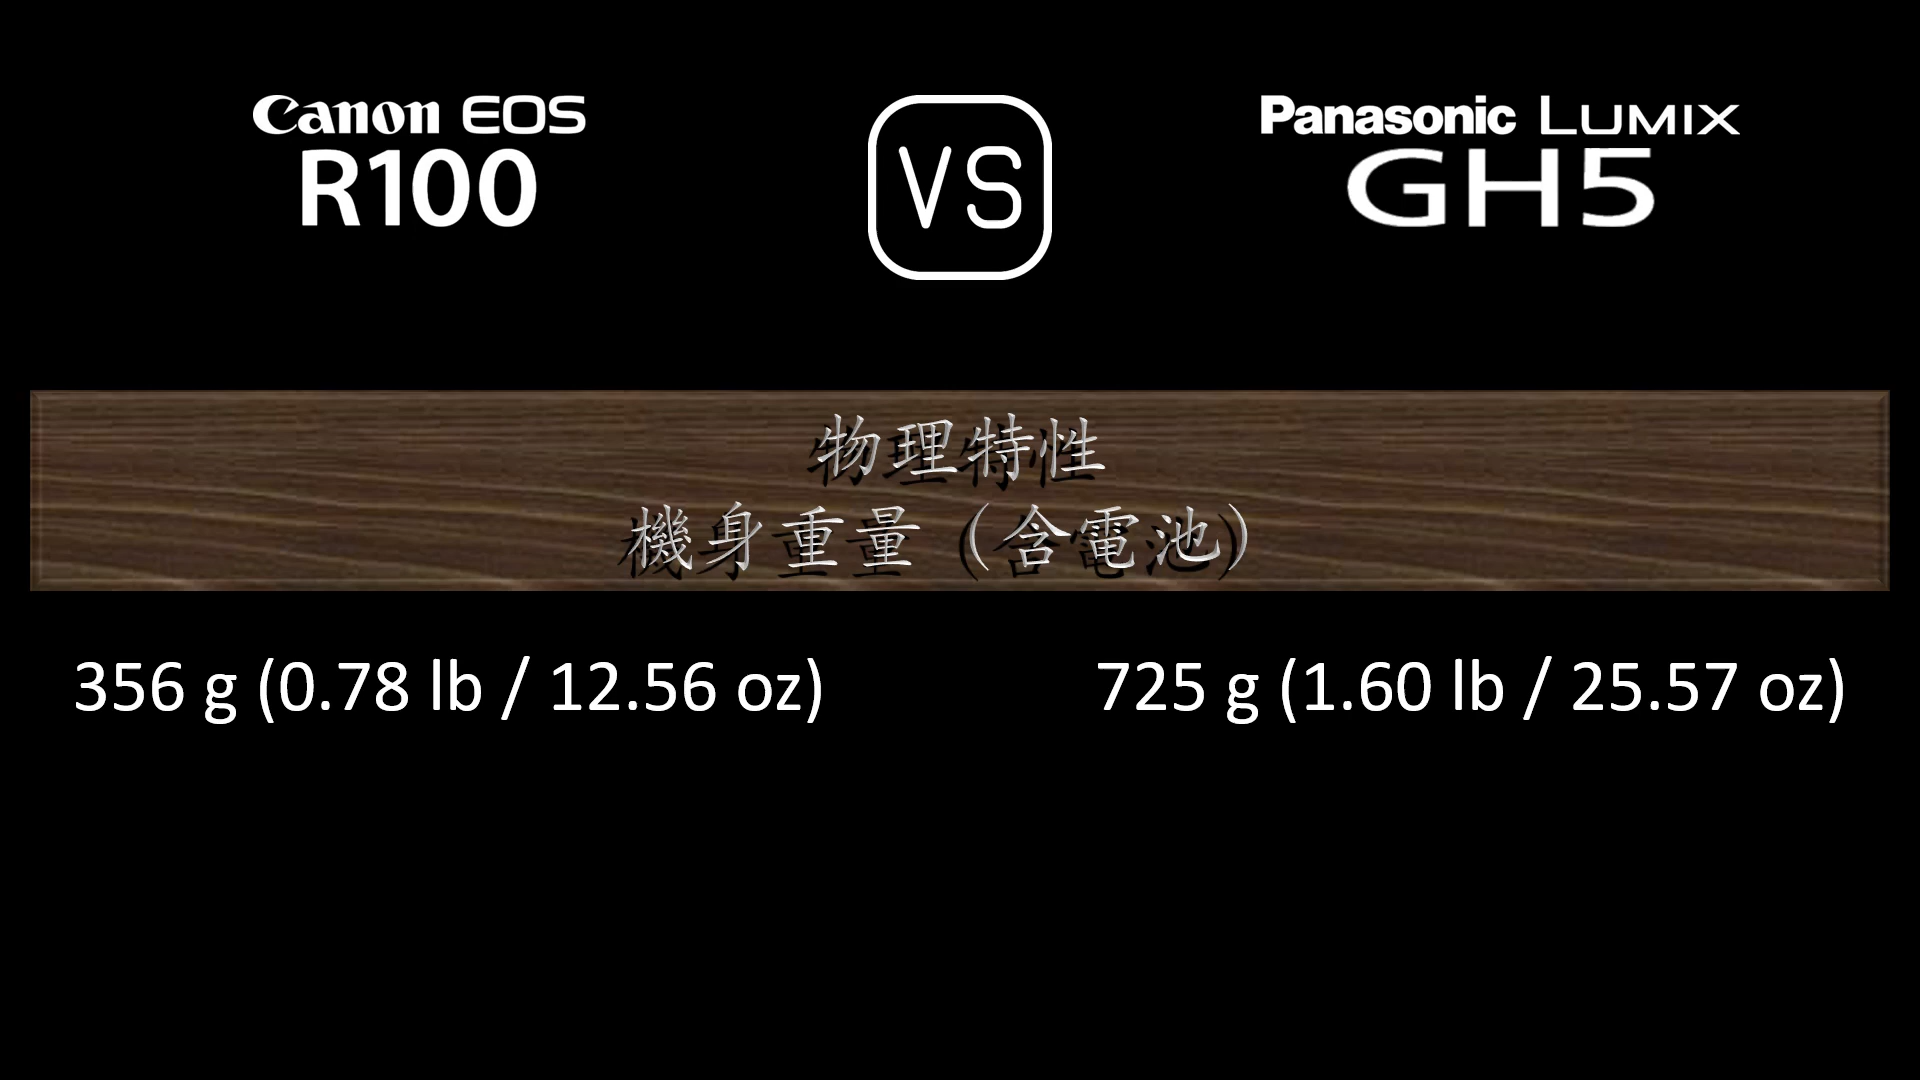 Canon EOS
R100
VS
Panasonic LUMIX
GH5
物理特性
機身重量（含電池）
356 g (0.78 lb / 12.56 oz)
725 g (1.60 lb / 25.57 oz)